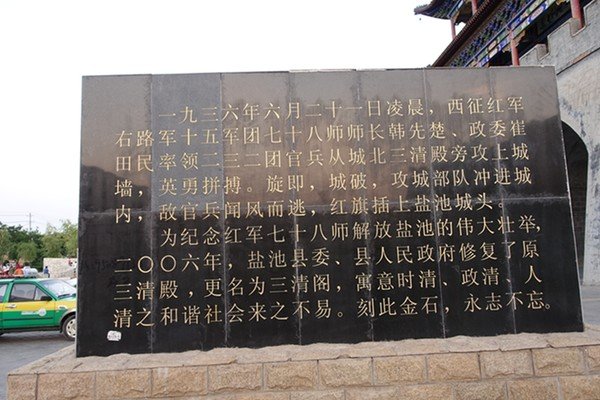 一九三六年六月二十一日凌晨，西征红军
右路军十五军团七十八师师长韩先楚、政委崔
田民率领二三二团官兵从城北三清殿旁攻上城
墙，英勇拼搏。旋即，城破，攻城部队冲进城
内，敌官兵闻风而逃，红旗插上盐池城头。
为纪念红军七十八师解放盐池的伟大壮举，
二〇〇六年，盐池县委、县人民政府修复了原
三清殿，更名为三清阁，寓意时清、政清、人
清之和谐社会来之不易。刻此金石，永志不忘。